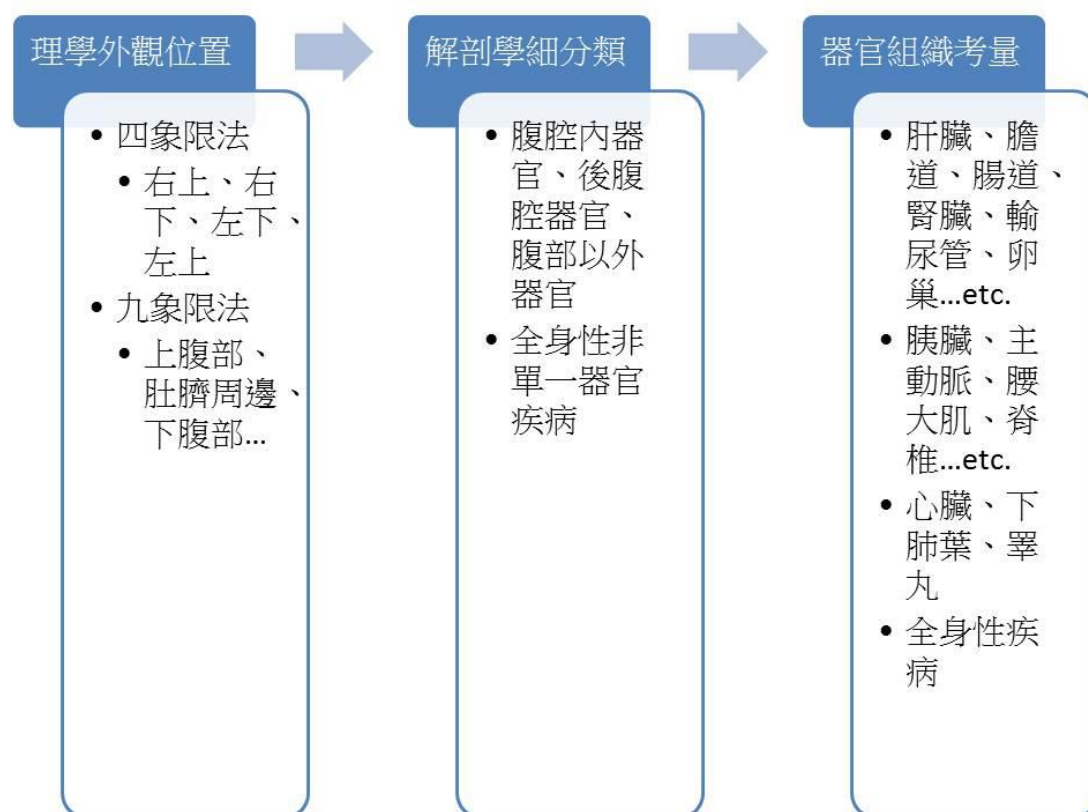 理學外觀位置
• 四象限法
• 右上、右
下、左下、
左上
• 九象限法
• 上腹部、
肚臍周邊、
下腹部...
解剖學細分類
• 腹腔內器
官、後腹
腔器官、
腹部以外
器官
• 全身性非
單一器官
疾病
器官組織考量
• 肝臟、膽
道、腸道、
腎臟、輸
尿管、卵
巢...etc.
• 胰臟、主
動脈、腰
大肌、脊
椎...etc.
• 心臟、下
肺葉、睪
丸
• 全身性疾
病